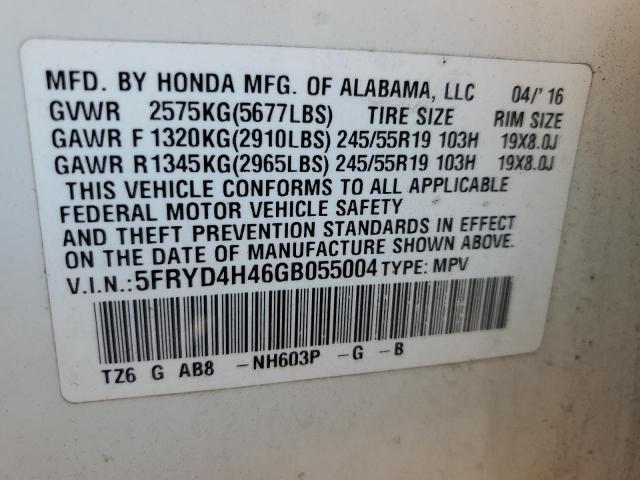 MFD. BY HONDA MFG. OF ALABAMA, LLC 04/'16
GVWR 2575KG(5677LBS) TIRE SIZE RIM SIZE
GAWR F 1320KG(2910LBS) 245/55R19 103H 19X8.0J
GAWR R 1345KG(2965LBS) 245/55R19 103H 19X8.0J
THIS VEHICLE CONFORMS TO ALL APPLICABLE
FEDERAL MOTOR VEHICLE SAFETY
AND THEFT PREVENTION STANDARDS IN EFFECT
ON THE DATE OF MANUFACTURE SHOWN ABOVE.
V.I.N.:5FRYD4H46GB055004 TYPE: MPV
TZ6 G AB8 -NH603P -G -B